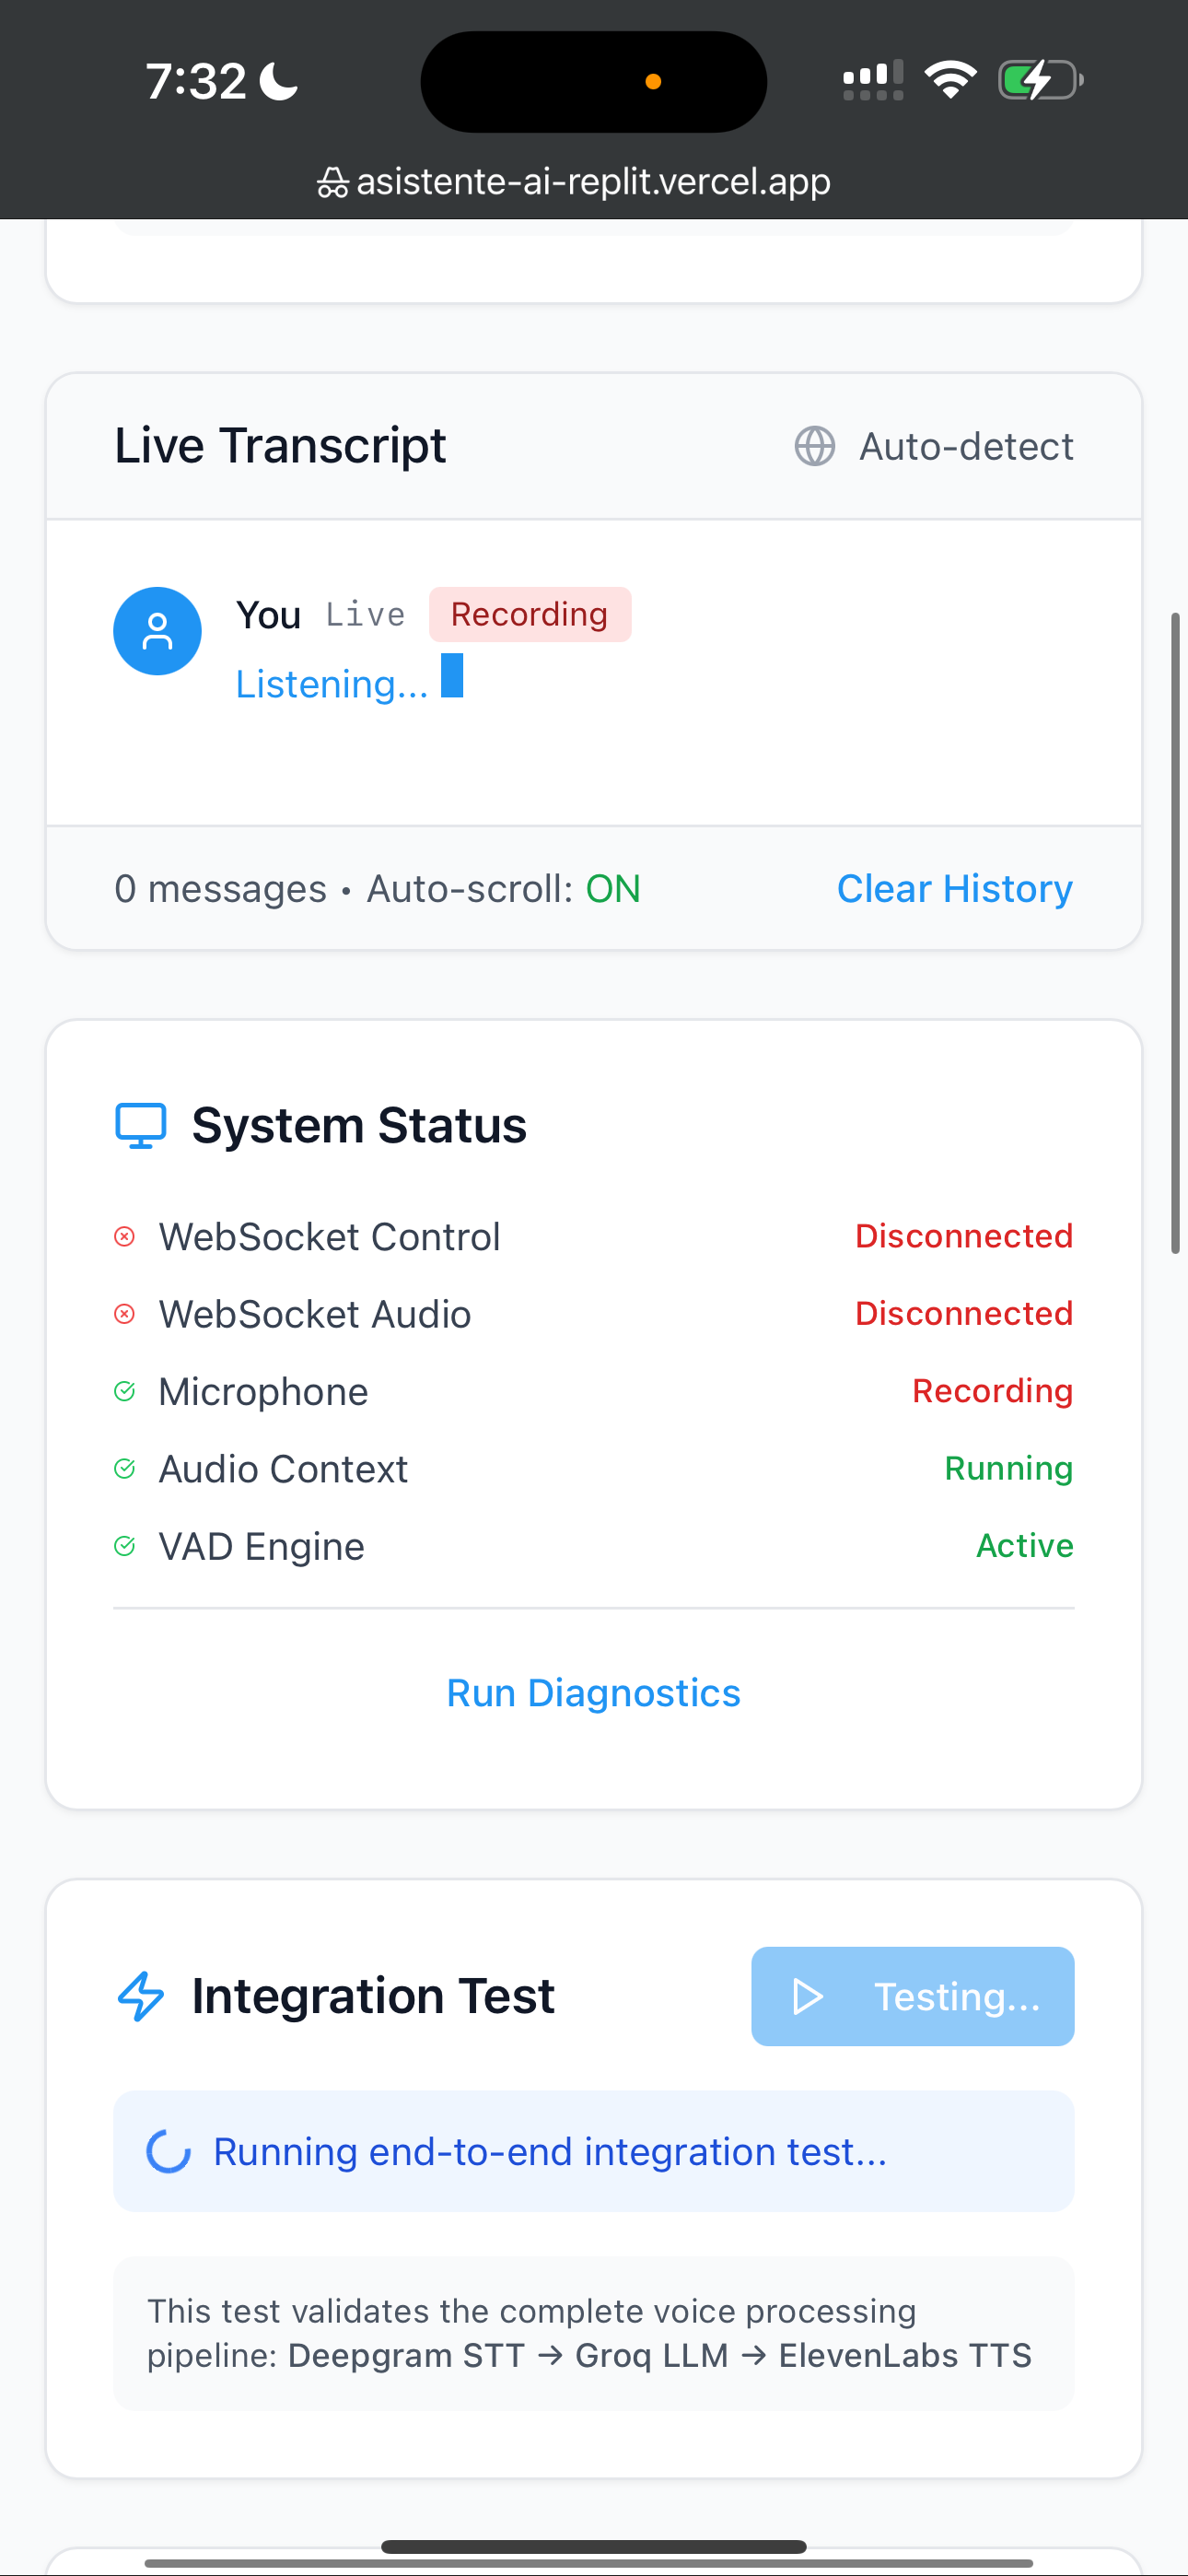 7:32
asistente-ai-replit.vercel.app
Live Transcript
Auto-detect
You Live Recording
Listening...
0 messages • Auto-scroll: ON
Clear History
System Status
WebSocket Control Disconnected
WebSocket Audio Disconnected
Microphone Recording
Audio Context Running
VAD Engine Active
Run Diagnostics
Integration Test
Testing...
Running end-to-end integration test...
This test validates the complete voice processing
pipeline: Deepgram STT → Groq LLM → ElevenLabs TTS